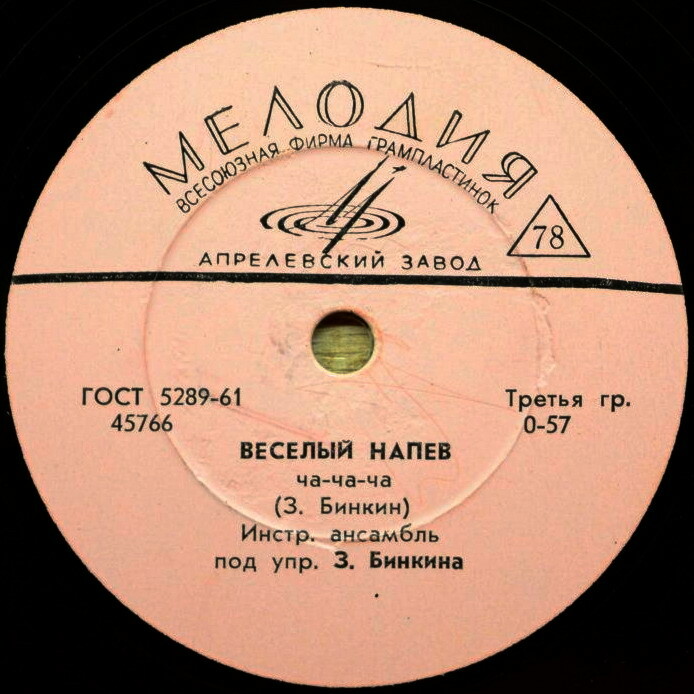 МЕЛОДИЯ
ВСЕСОЮЗНАЯ ФИРМА ГРАМПЛАСТИНОК
78
АПРЕЛЕВСКИЙ ЗАВОД
ГОСТ 5289-61
45766
Третья гр.
0-57
ВЕСЕЛЫЙ НАПЕВ
ча-ча-ча
(З. Бинкин)
Инстр. ансамбль
под упр. З. Бинкина